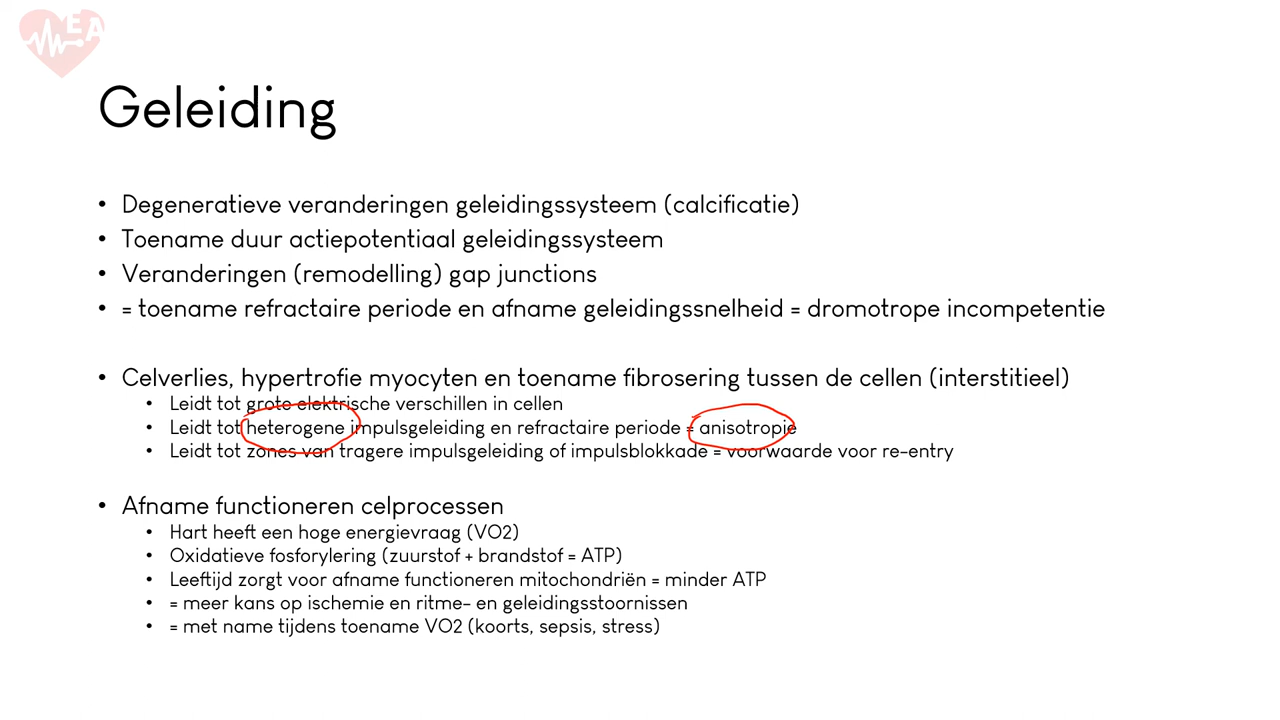 EA
Geleiding
• Degeneratieve veranderingen geleidingssysteem (calcificatie)
• Toename duur actiepotentiaal geleidingssysteem
• Veranderingen (remodelling) gap junctions
• = toename refractaire periode en afname geleidingssnelheid = dromotrope incompetentie
• Celverlies, hypertrofie myocyten en toename fibrosering tussen de cellen (interstitieel)
• Leidt tot grote elektrische verschillen in cellen
• Leidt tot heterogene impulsgeleiding en refractaire periode = anisotropie
• Leidt tot zones van tragere impulsgeleiding of impulsblokkade = voorwaarde voor re-entry
• Afname functioneren celprocessen
• Hart heeft een hoge energievraag (VO2)
• Oxidatieve fosforylering (zuurstof + brandstof = ATP)
• Leeftijd zorgt voor afname functioneren mitochondriën = minder ATP
• = meer kans op ischemie en ritme- en geleidingsstoornissen
• = met name tijdens toename VO2 (koorts, sepsis, stress)